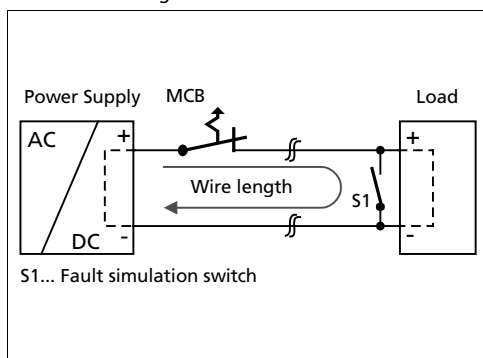 Power Supply MCB Load
AC + +
Wire length
S1
DC - -
S1... Fault simulation switch